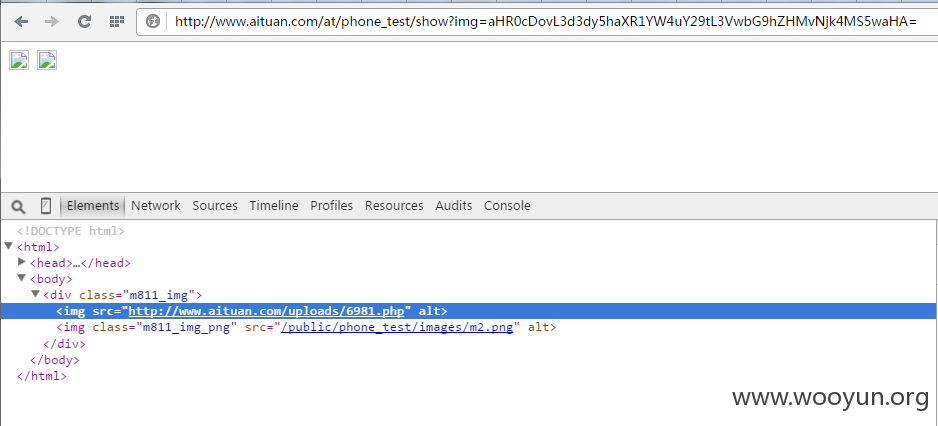 http://www.aituan.com/at/phone_test/show?img=aHR0cDovL3d3dy5haXR1YW4uY29tL3VwbG9hZHMvNjk4MS5waHA=
Elements Network Sources Timeline Profiles Resources Audits Console
<!DOCTYPE html>
<html>
<head>…</head>
<body>
<div class="m811_img">
<img src="http://www.aituan.com/uploads/6981.php" alt>
<img class="m811_img_png" src="/public/phone_test/images/m2.png" alt>
</div>
</body>
</html>
www.wooyun.org